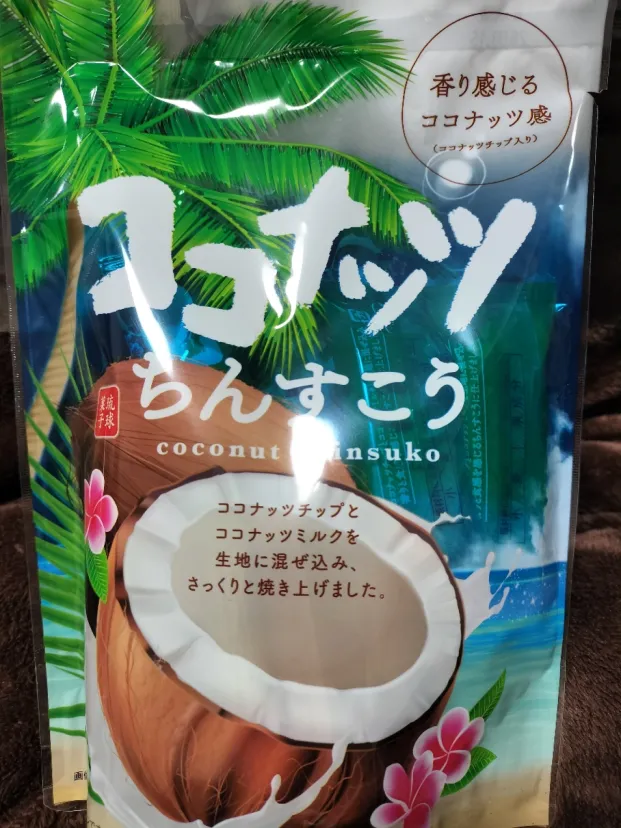 香り感じる
ココナッツ感
(ココナッツチップ入り)
ココナッツ
ちんすこう
琉球
菓子
coconut insuko
ココナッツチップと
ココナッツミルクを
生地に混ぜ込み、
さっくりと焼き上げました。